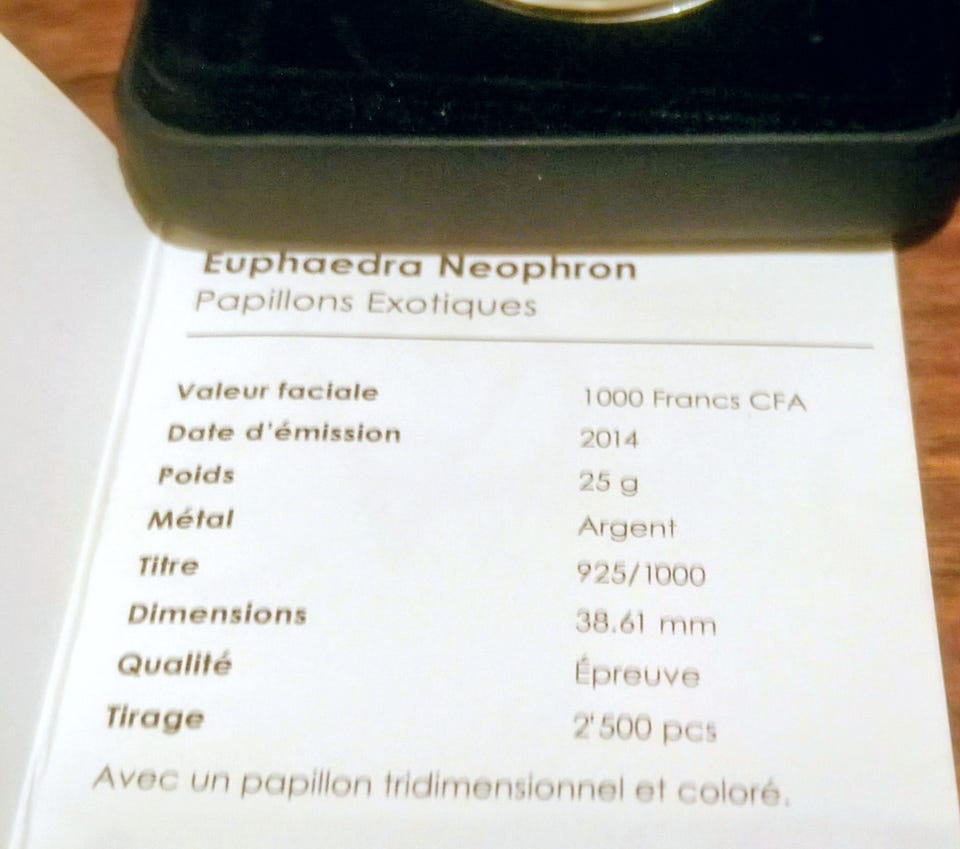 Euphaedra Neophron
Papillons Exotiques
Valeur faciale 1000 Francs CFA
Date d'émission 2014
Poids 25 g
Métal Argent
Titre 925/1000
Dimensions 38.61 mm
Qualité Épreuve
Tirage 2'500 pcs
Avec un papillon tridimensionnel et coloré.